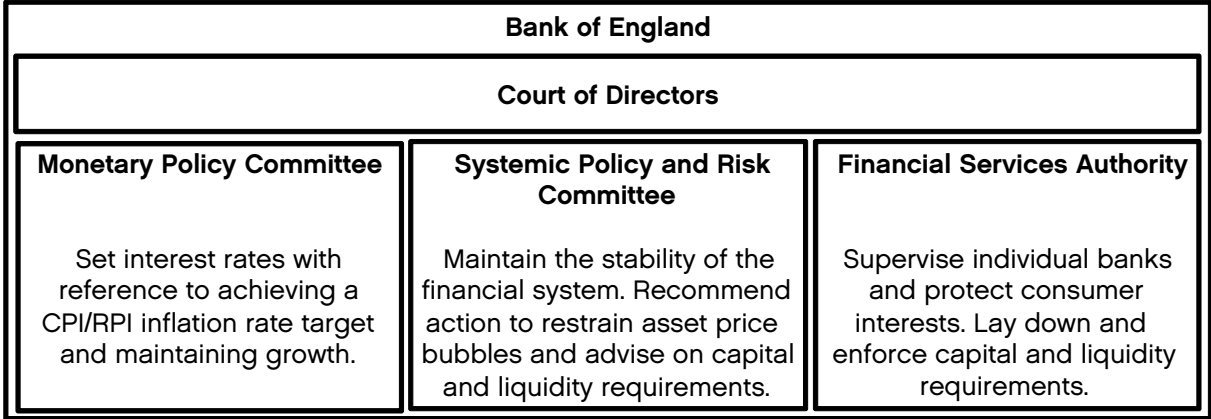 Bank of England
Court of Directors
Monetary Policy Committee
Set interest rates with
reference to achieving a
CPI/RPI inflation rate target
and maintaining growth.
Systemic Policy and Risk
Committee
Maintain the stability of the
financial system. Recommend
action to restrain asset price
bubbles and advise on capital
and liquidity requirements.
Financial Services Authority
Supervise individual banks
and protect consumer
interests. Lay down and
enforce capital and liquidity
requirements.